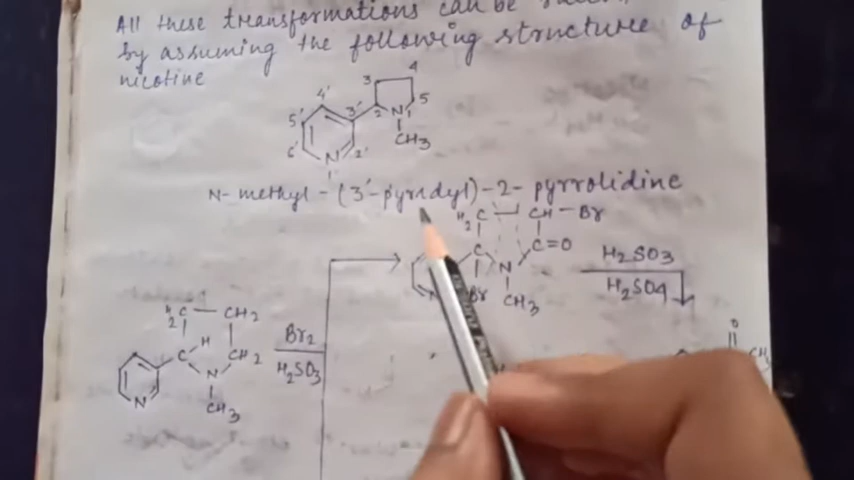 All these transformations can be
by assuming the following structure of
nicotine
3 4
4'
5' 3' 2 N 1 5
CH3
6' N 2'
N- methyl - (3'-pyridyl) -2- pyrrolidine
H2C CH - Br
C C=O H2SO3
N H2SO4
N Br CH3
H2C CH2
C H CH2 Br2
N H2SO3
N CH3
O
CH3